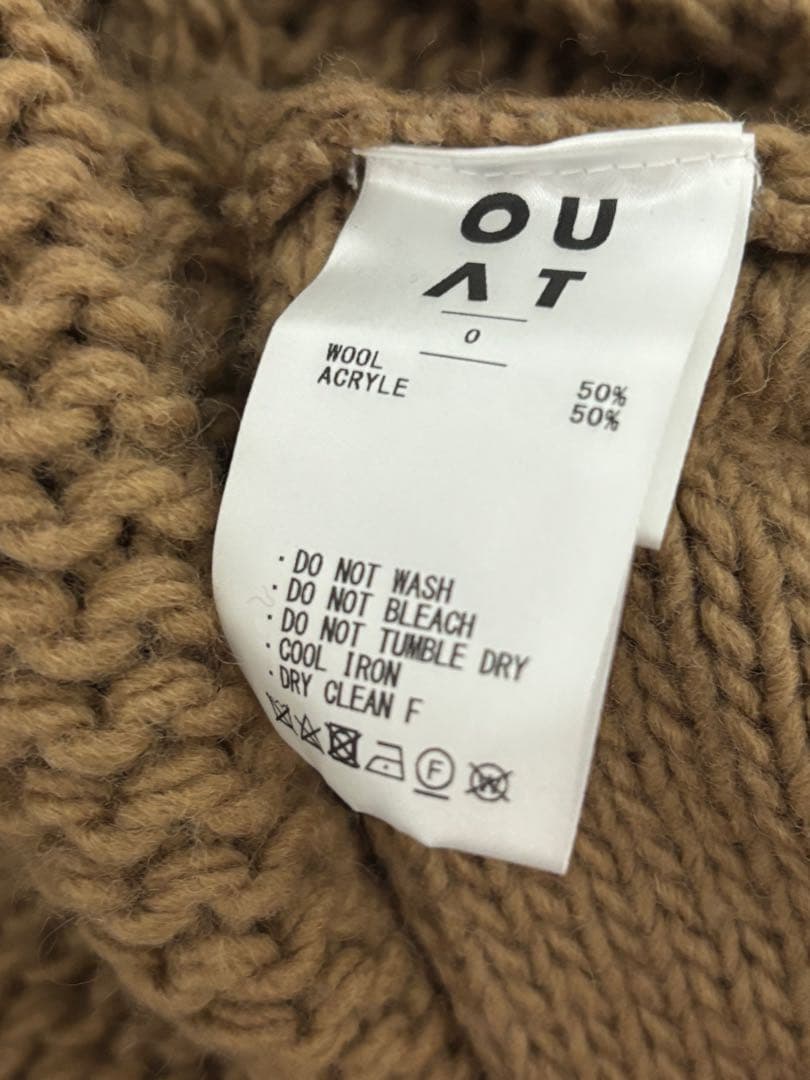 OU
ΛT
0
WOOL 50%
ACRYLE 50%
· DO NOT WASH
· DO NOT BLEACH
· DO NOT TUMBLE DRY
· COOL IRON
· DRY CLEAN F
F W